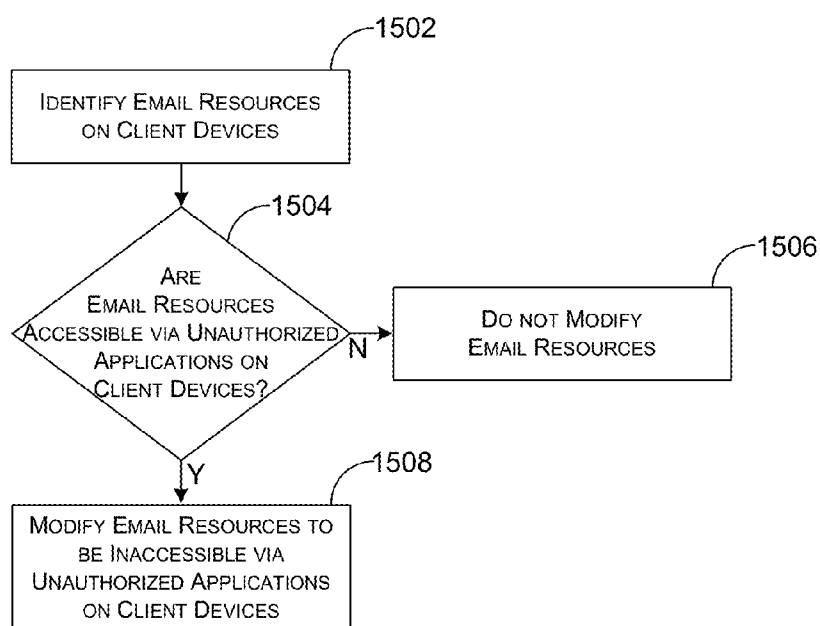 1502
IDENTIFY EMAIL RESOURCES
ON CLIENT DEVICES
1504
ARE
EMAIL RESOURCES
ACCESSIBLE VIA UNAUTHORIZED
APPLICATIONS ON
CLIENT DEVICES?
N
1506
DO NOT MODIFY
EMAIL RESOURCES
Y
1508
MODIFY EMAIL RESOURCES TO
BE INACCESSIBLE VIA
UNAUTHORIZED APPLICATIONS
ON CLIENT DEVICES